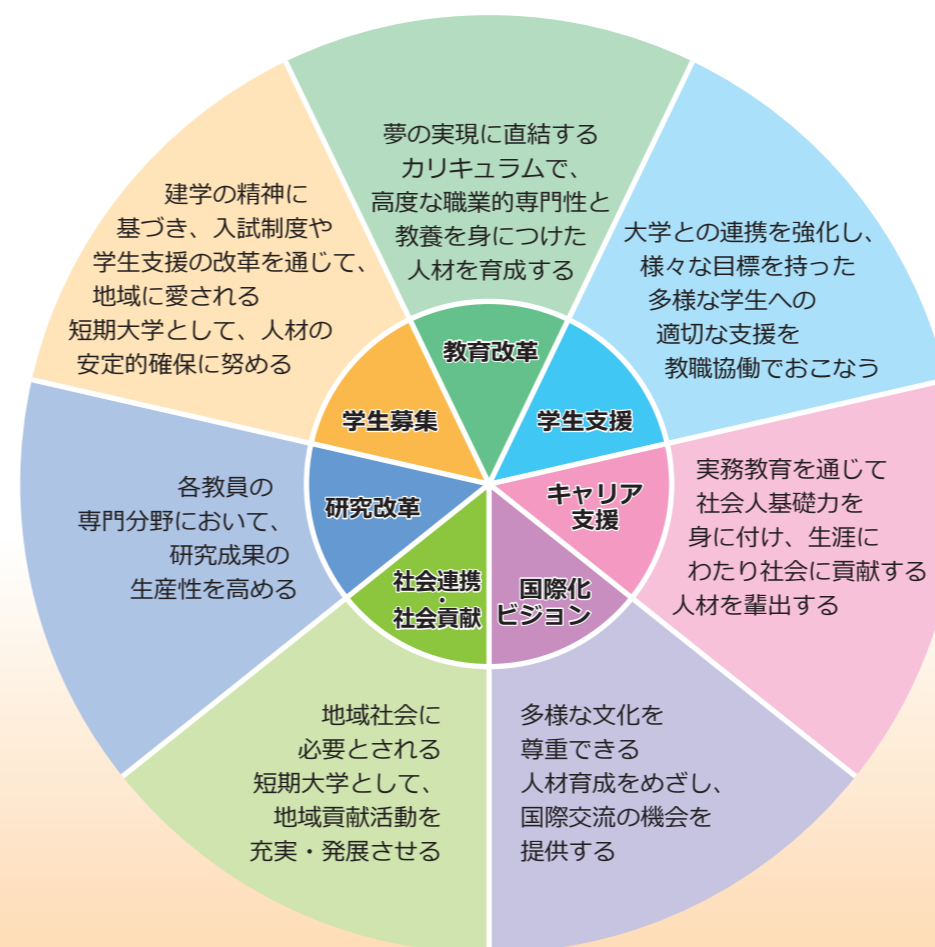 夢の実現に直結する
カリキュラムで、
高度な職業的専門性と
教養を身につけた
人材を育成する
教育改革
大学との連携を強化し、
様々な目標を持った
多様な学生への
適切な支援を
教職協働でおこなう
学生支援
実務教育を通じて
社会人基礎力を
身に付け、生涯に
わたり社会に貢献する
人材を輩出する
キャリア
支援
多様な文化を
尊重できる
人材育成をめざし、
国際交流の機会を
提供する
国際化
ビジョン
地域社会に
必要とされる
短期大学として、
地域貢献活動を
充実・発展させる
社会連携
・
社会貢献
各教員の
専門分野において、
研究成果の
生産性を高める
研究改革
建学の精神に
基づき、入試制度や
学生支援の改革を通じて、
地域に愛される
短期大学として、人材の
安定的確保に努める
学生募集